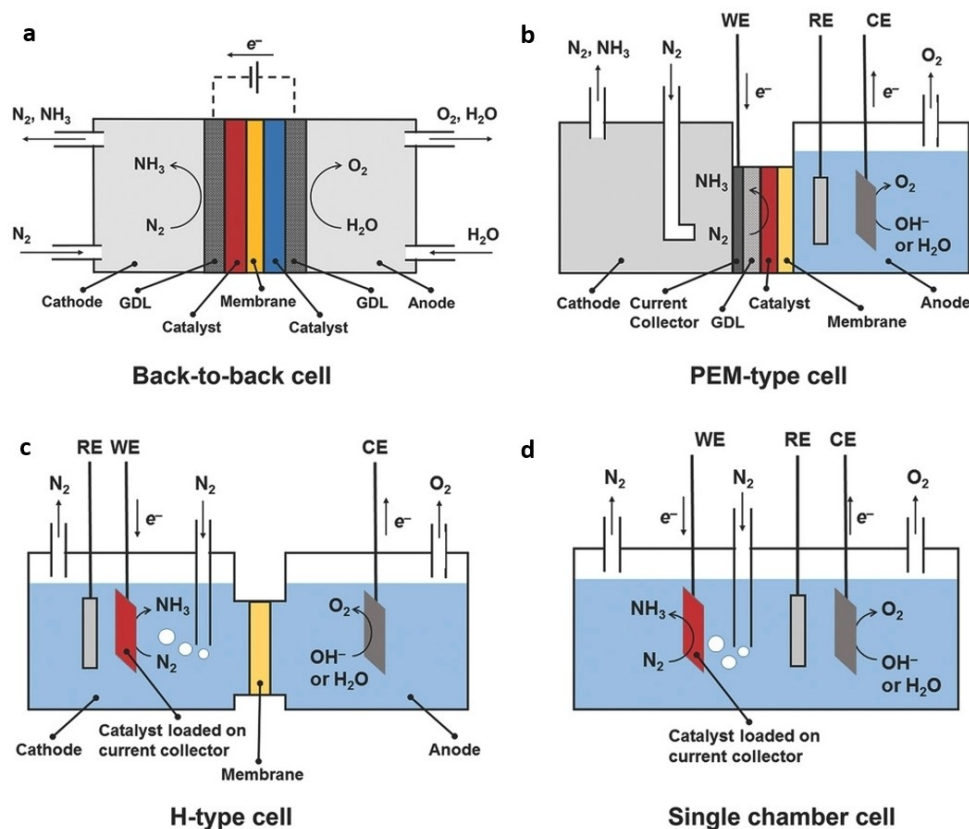 a
e⁻
N₂, NH₃
O₂, H₂O
NH₃
O₂
N₂
H₂O
N₂
H₂O
Cathode
GDL
Catalyst
Membrane
Catalyst
GDL
Anode
Back-to-back cell
b
WE
RE
CE
N₂, NH₃
N₂
e⁻
e⁻
O₂
NH₃
N₂
O₂
OH⁻
or H₂O
Cathode
Current
Collector
GDL
Catalyst
Membrane
Anode
PEM-type cell
c
RE
WE
CE
N₂
e⁻
N₂
e⁻
O₂
NH₃
N₂
O₂
OH⁻
or H₂O
Cathode
Catalyst loaded on
current collector
Membrane
Anode
H-type cell
d
WE
RE
CE
N₂
e⁻
N₂
e⁻
O₂
NH₃
N₂
O₂
OH⁻
or H₂O
Catalyst loaded on
current collector
Single chamber cell